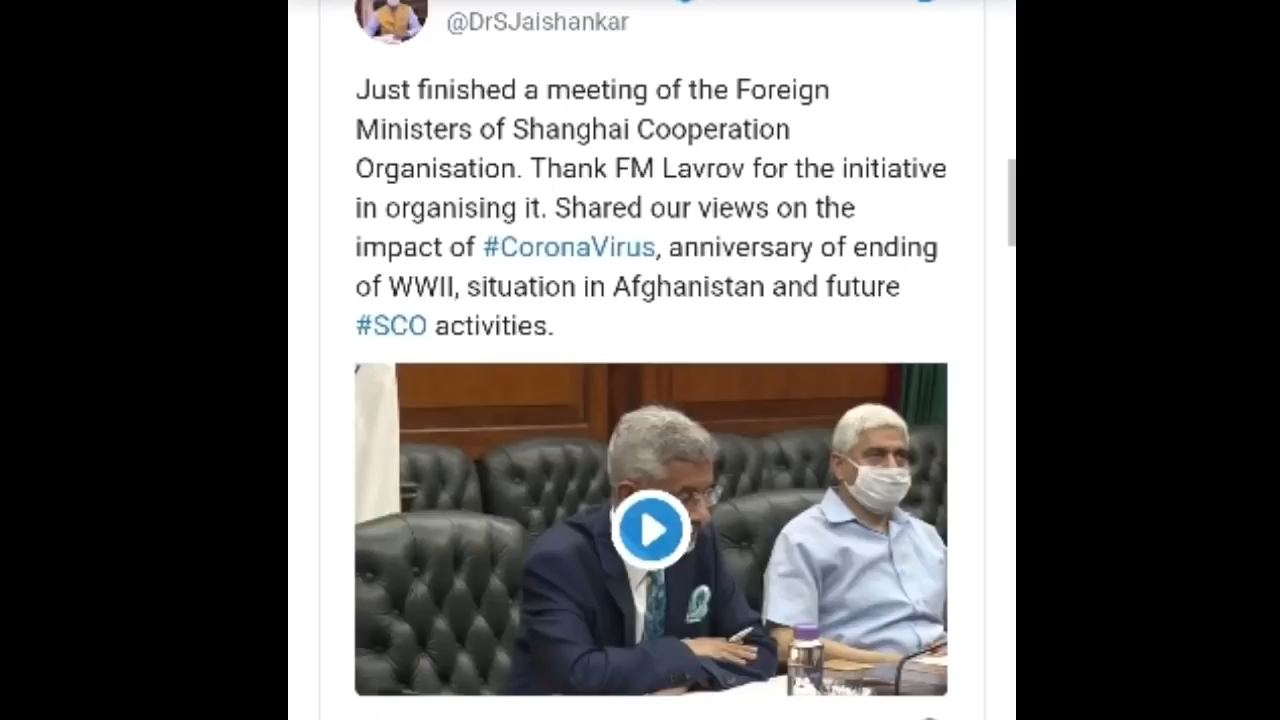 @DrSJaishankar
Just finished a meeting of the Foreign
Ministers of Shanghai Cooperation
Organisation. Thank FM Lavrov for the initiative
in organising it. Shared our views on the
impact of #CoronaVirus, anniversary of ending
of WWII, situation in Afghanistan and future
#SCO activities.